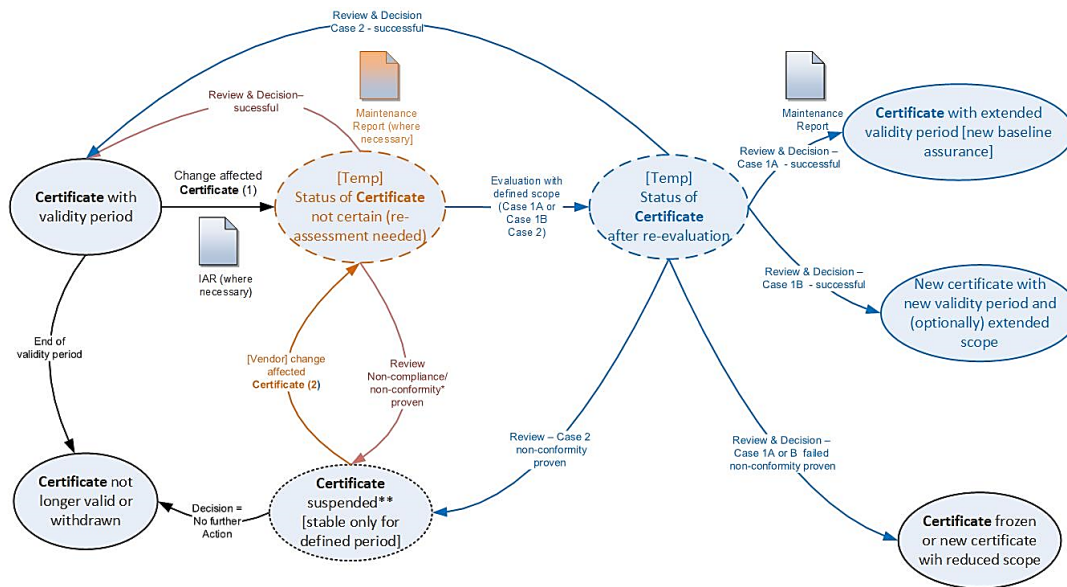 Review & Decision
Case 2 - successful
Review & Decision–
sucessful
Maintenance
Report (where
necessary]
Maintenance
Report
Certificate with extended
validity period [new baseline
assurance]
Review & Decision –
Case 1A  - successful
Certificate with
validity period
Change affected
Certificate (1)
IAR (where
necessary)
[Temp]
Status of Certificate
not certain (re-
assessment needed)
Evaluation with
defined scope
(Case 1A or
Case 1B
Case 2)
[Temp]
Status of
Certificate
after re-evaluation
Review & Decision –
Case 1B  - successful
New certificate with
new validity period and
(optionally) extended
scope
End of
validity period
[Vendor] change
affected
Certificate (2)
Review
Non-compliance/
non-conformity*
proven
Review – Case 2
non-conformity
proven
Review & Decision –
Case 1A or B  failed
non-conformity proven
Certificate not
longer valid or
withdrawn
Decision =
No further
Action
Certificate
suspended**
[stable only for
defined period]
Certificate frozen
or new certificate
wih reduced scope